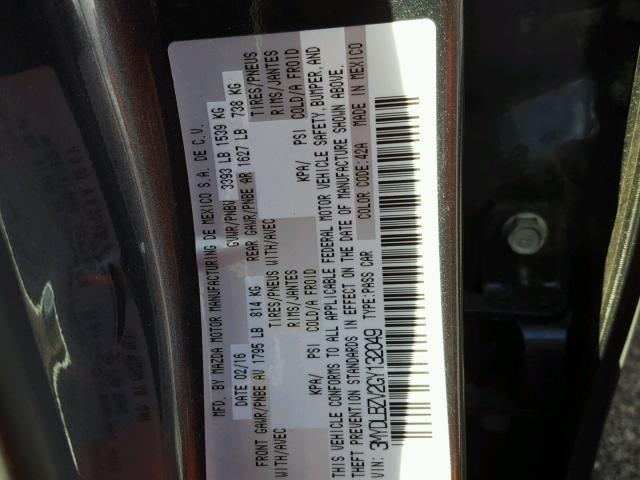 MFD. BY MAZDA MOTOR MANUFACTURING DE MEXICO S.A. DE C.V.
DATE 02/16 GVWR/PNBV 3393 LB 1539 KG
FRONT GAWR/PNBE AV 1795 LB 814 KG REAR GAWR/PNBE AR 1627 LB 738 KG
WITH/AVEC TIRES/PNEUS WITH/AVEC TIRES/PNEUS
RIMS/JANTES RIMS/JANTES
KPA/ PSI COLD/A FROID KPA/ PSI COLD/A FROID
THIS VEHICLE CONFORMS TO ALL APPLICABLE FEDERAL MOTOR VEHICLE SAFETY, BUMPER, AND
THEFT PREVENTION STANDARDS IN EFFECT ON THE DATE OF MANUFACTURE SHOWN ABOVE.
3MYDLBZV2GY132049 COLOR CODE:42A MADE IN MEXICO
VIN: TYPE:PASS CAR